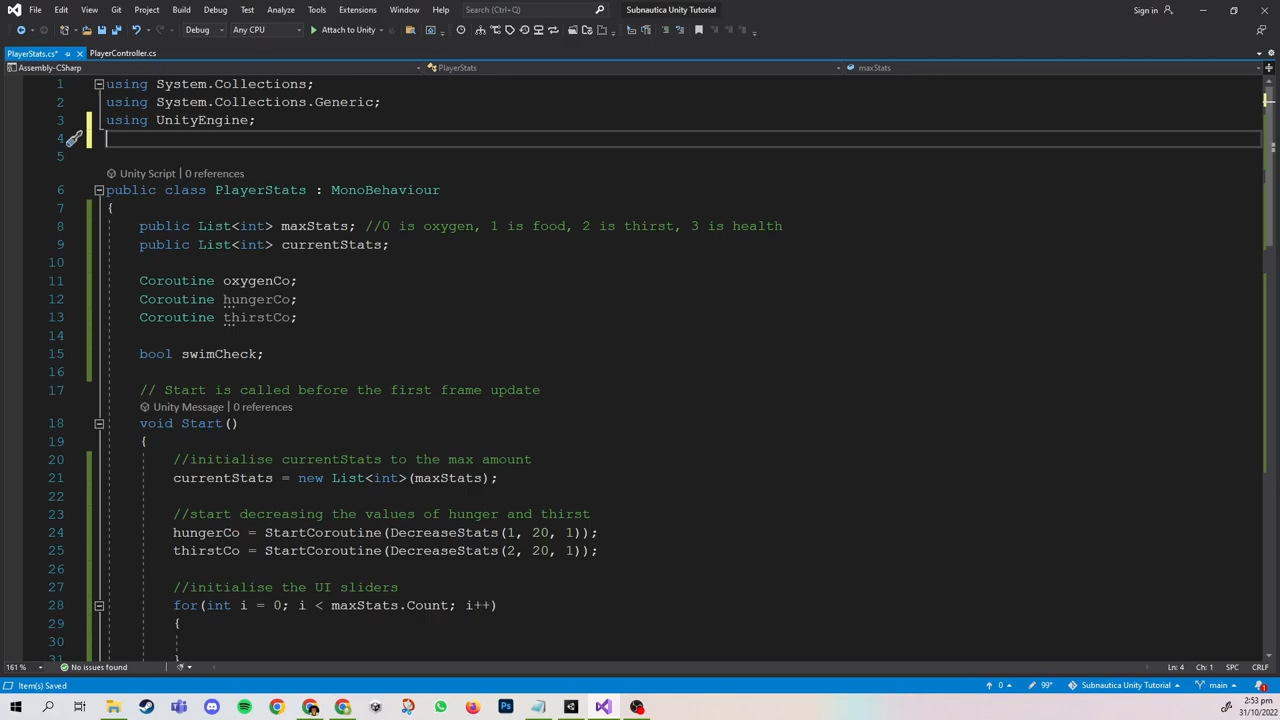 File Edit View Git Project Build Debug Test Analyze Tools Extensions Window Help Search (Ctrl+Q) Subnautica Unity Tutorial Sign in
Debug Any CPU Attach to Unity
PlayerStats.cs* PlayerController.cs
Assembly-CSharp PlayerStats maxStats
1 using System.Collections;
2 using System.Collections.Generic;
3 using UnityEngine;
4
5
Unity Script | 0 references
6 public class PlayerStats : MonoBehaviour
7 {
8 public List<int> maxStats; //0 is oxygen, 1 is food, 2 is thirst, 3 is health
9 public List<int> currentStats;
10
11 Coroutine oxygenCo;
12 Coroutine hungerCo;
13 Coroutine thirstCo;
14
15 bool swimCheck;
16
17 // Start is called before the first frame update
Unity Message | 0 references
18 void Start()
19 {
20 //initialise currentStats to the max amount
21 currentStats = new List<int>(maxStats);
22
23 //start decreasing the values of hunger and thirst
24 hungerCo = StartCoroutine(DecreaseStats(1, 20, 1));
25 thirstCo = StartCoroutine(DecreaseStats(2, 20, 1));
26
27 //initialise the UI sliders
28 for(int i = 0; i < maxStats.Count; i++)
29 {
30
31 }
161 % No issues found Ln: 4 Ch: 1 SPC CRLF
Item(s) Saved 0 99+ Subnautica Unity Tutorial main
2:53 pm
31/10/2022